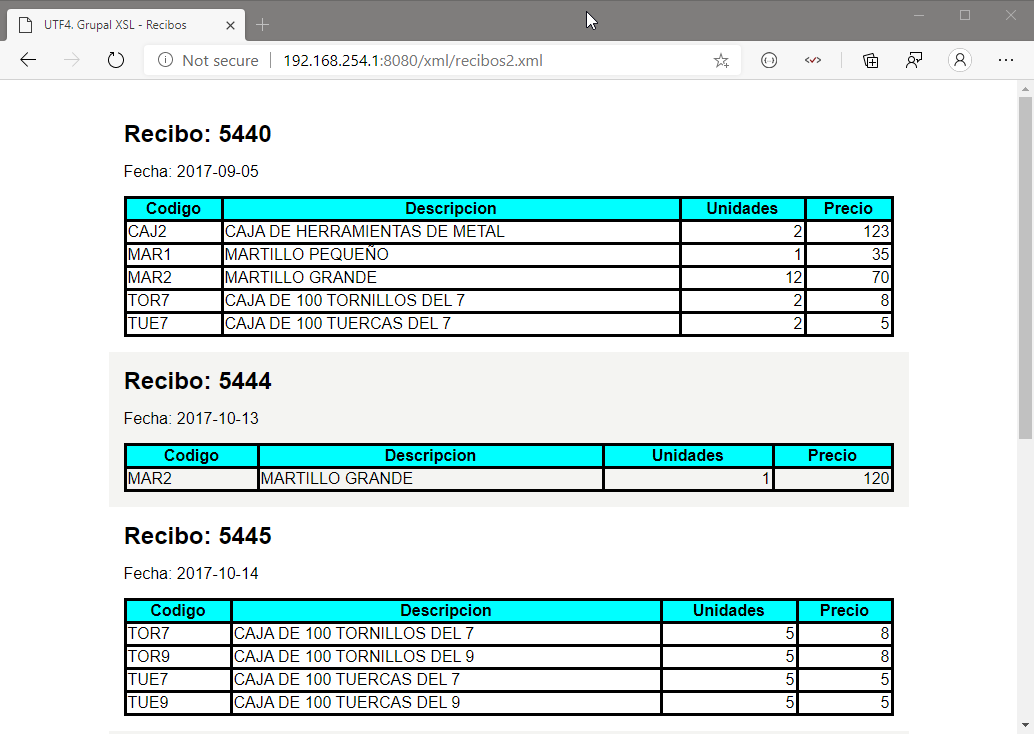 UTF4. Grupal XSL - Recibos
Not secure 192.168.254.1:8080/xml/recibos2.xml
Recibo: 5440
Fecha: 2017-09-05
Codigo Descripcion Unidades Precio
CAJ2 CAJA DE HERRAMIENTAS DE METAL 2 123
MAR1 MARTILLO PEQUEÑO 1 35
MAR2 MARTILLO GRANDE 12 70
TOR7 CAJA DE 100 TORNILLOS DEL 7 2 8
TUE7 CAJA DE 100 TUERCAS DEL 7 2 5
Recibo: 5444
Fecha: 2017-10-13
Codigo Descripcion Unidades Precio
MAR2 MARTILLO GRANDE 1 120
Recibo: 5445
Fecha: 2017-10-14
Codigo Descripcion Unidades Precio
TOR7 CAJA DE 100 TORNILLOS DEL 7 5 8
TOR9 CAJA DE 100 TORNILLOS DEL 9 5 8
TUE7 CAJA DE 100 TUERCAS DEL 7 5 5
TUE9 CAJA DE 100 TUERCAS DEL 9 5 5